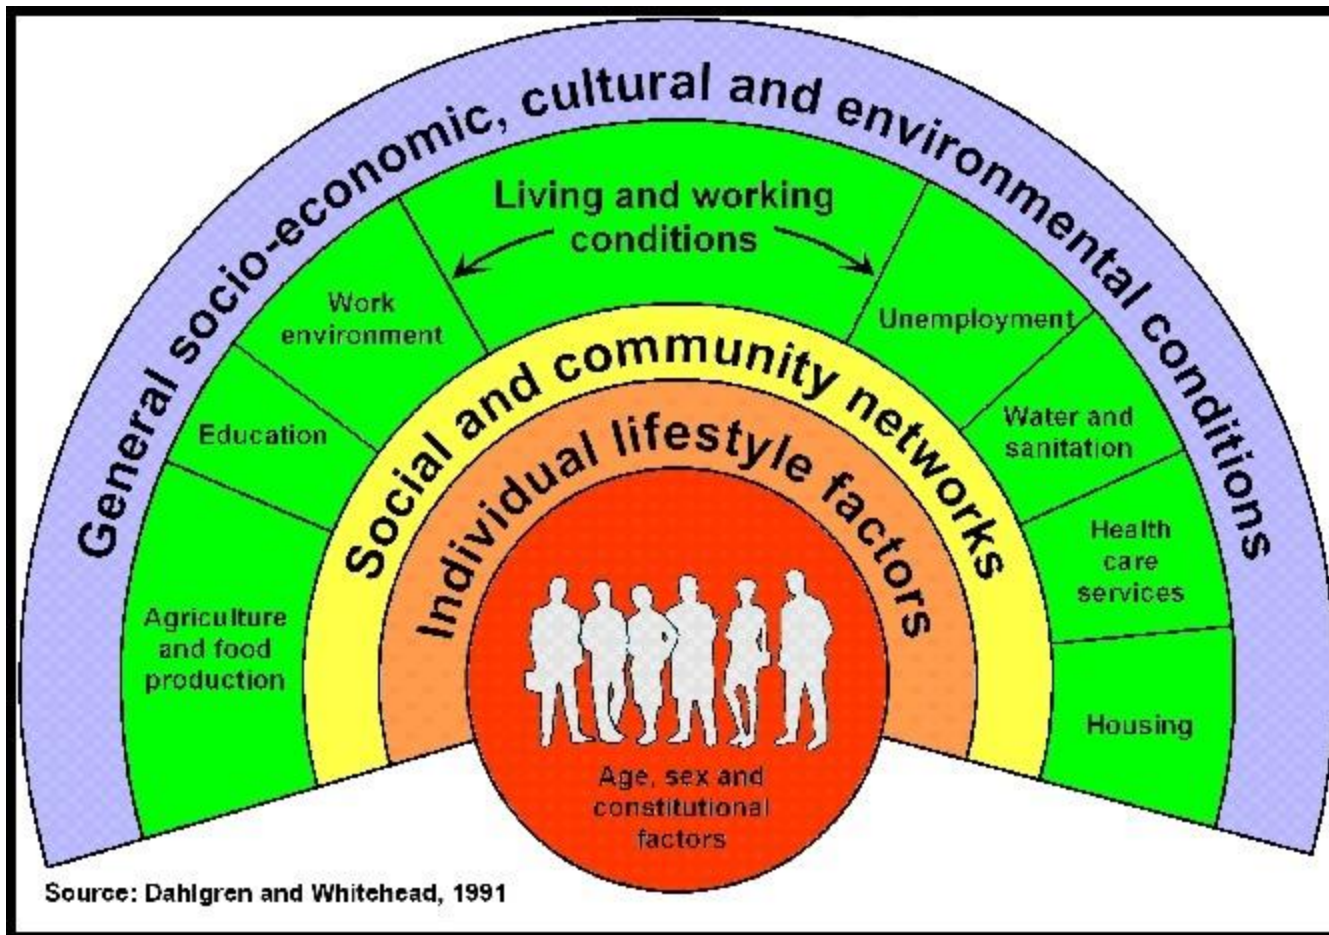 General socio-economic, cultural and environmental conditions
Living and working
conditions
Work
environment
Unemployment
Education
Water and
sanitation
Agriculture
and food
production
Health
care
services
Housing
Social and community networks
Individual lifestyle factors
Age, sex and
constitutional
factors
Source: Dahlgren and Whitehead, 1991